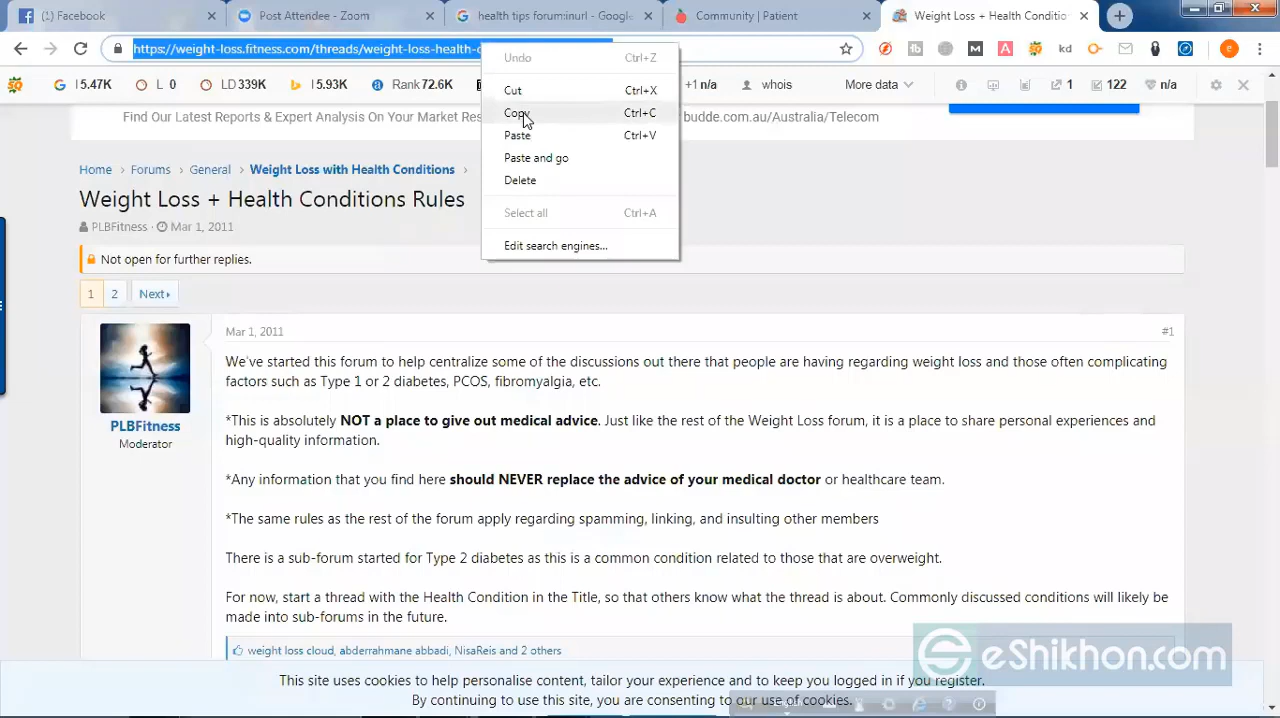 (1) Facebook
Post Attendee - Zoom
health tips forum:inurl - Google
Community | Patient
Weight Loss + Health Conditio
https://weight-loss.fitness.com/threads/weight-loss-health-c
kd
I 5.47K
L 0
LD 339K
I 5.93K
Rank 72.6K
+1 n/a
whois
More data
1
122
n/a
Undo Ctrl+Z
Cut Ctrl+X
Copy Ctrl+C
Paste Ctrl+V
Paste and go
Delete
Select all Ctrl+A
Edit search engines...
Find Our Latest Reports & Expert Analysis On Your Market Res
budde.com.au/Australia/Telecom
Home Forums General Weight Loss with Health Conditions
Weight Loss + Health Conditions Rules
PLBFitness · Mar 1, 2011
Not open for further replies.
1 2 Next
Mar 1, 2011 #1
PLBFitness
Moderator
We've started this forum to help centralize some of the discussions out there that people are having regarding weight loss and those often complicating
factors such as Type 1 or 2 diabetes, PCOS, fibromyalgia, etc.
*This is absolutely NOT a place to give out medical advice. Just like the rest of the Weight Loss forum, it is a place to share personal experiences and
high-quality information.
*Any information that you find here should NEVER replace the advice of your medical doctor or healthcare team.
*The same rules as the rest of the forum apply regarding spamming, linking, and insulting other members
There is a sub-forum started for Type 2 diabetes as this is a common condition related to those that are overweight.
For now, start a thread with the Health Condition in the Title, so that others know what the thread is about. Commonly discussed conditions will likely be
made into sub-forums in the future.
weight loss cloud, abderrahmane abbadi, NisaReis and 2 others
eShikhon.com
This site uses cookies to help personalise content, tailor your experience and to keep you logged in if you register.
By continuing to use this site, you are consenting to our use of cookies.